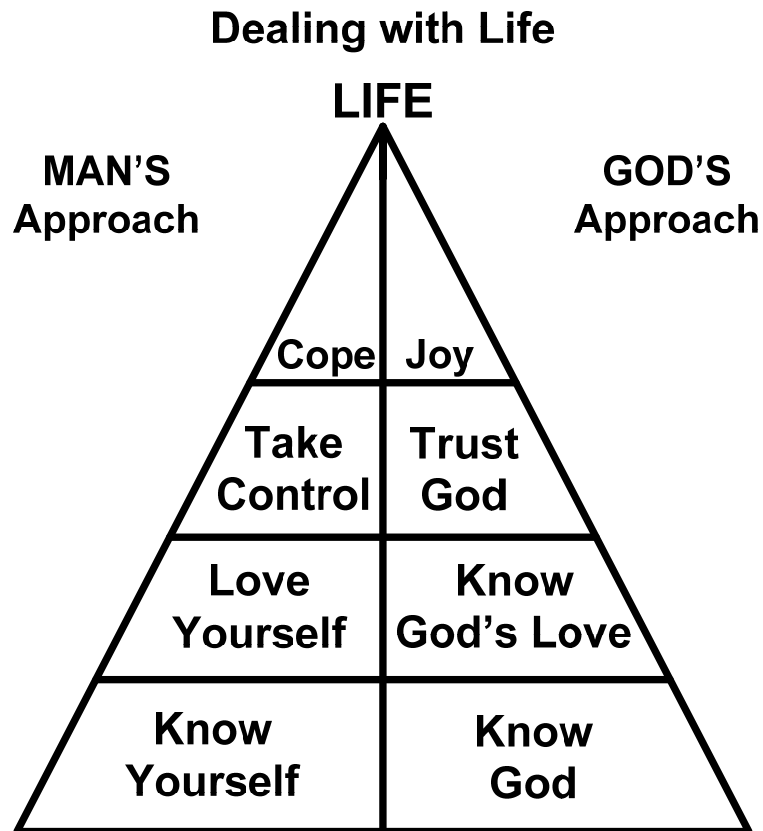 Dealing with Life
LIFE
MAN'S
Approach
GOD'S
Approach
Cope
Joy
Take
Control
Trust
God
Love
Yourself
Know
God's Love
Know
Yourself
Know
God